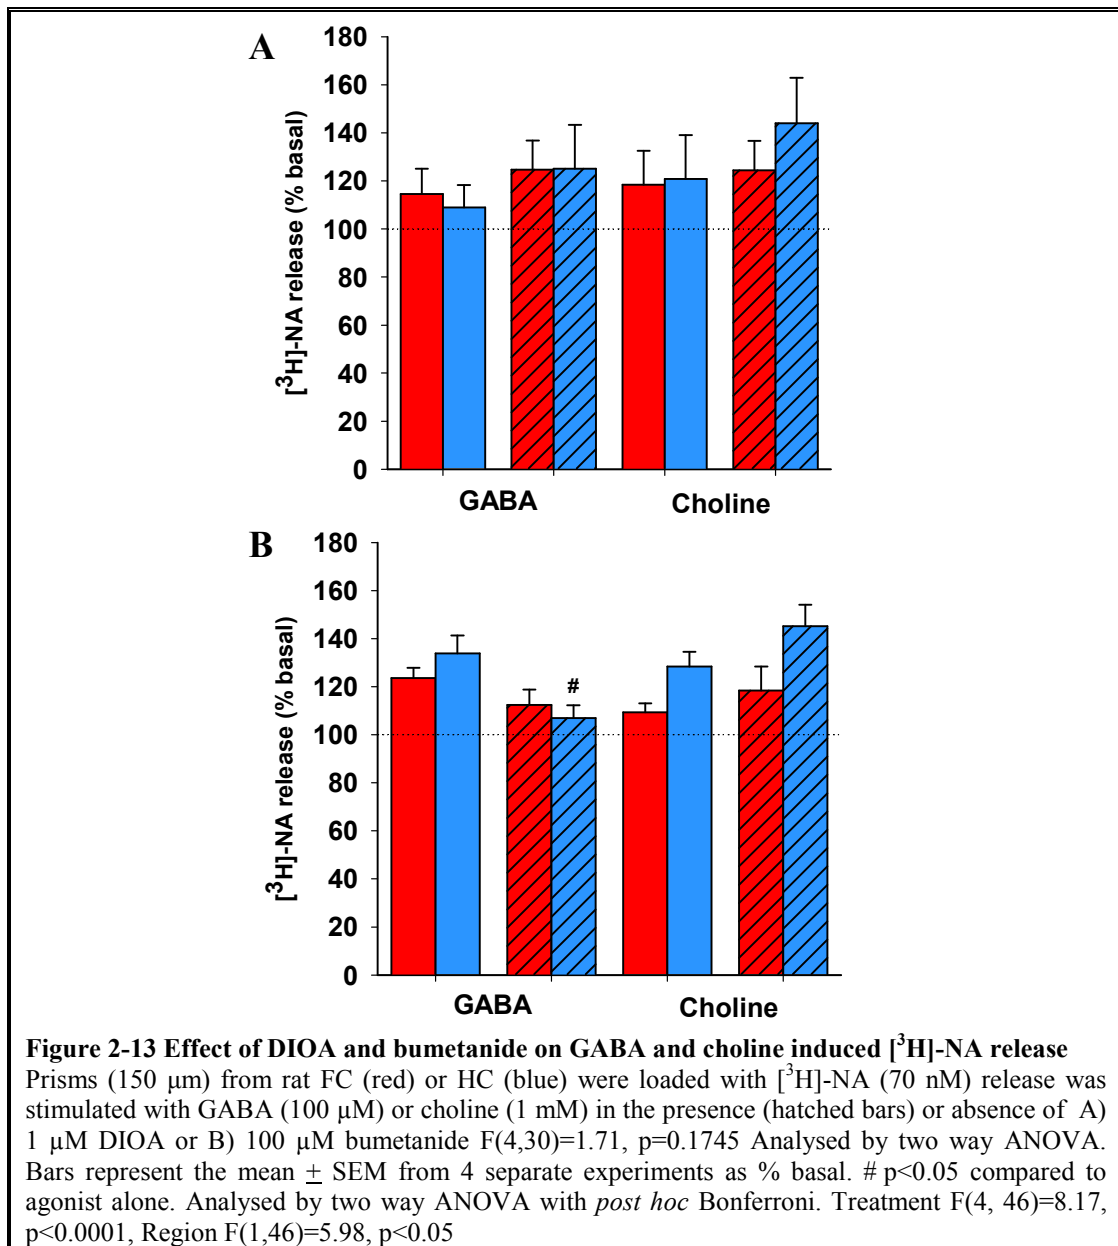 A
180
160
140
120
100
80
60
40
20
0
[³H]-NA release (% basal)
GABA Choline
B
180
160
140
120
100
80
60
40
20
0
[³H]-NA release (% basal)
#
GABA Choline
Figure 2-13 Effect of DIOA and bumetanide on GABA and choline induced [³H]-NA release
Prisms (150 µm) from rat FC (red) or HC (blue) were loaded with [³H]-NA (70 nM) release was
stimulated with GABA (100 µM) or choline (1 mM) in the presence (hatched bars) or absence of A)
1 µM DIOA or B) 100 µM bumetanide F(4,30)=1.71, p=0.1745 Analysed by two way ANOVA.
Bars represent the mean ± SEM from 4 separate experiments as % basal. # p<0.05 compared to
agonist alone. Analysed by two way ANOVA with post hoc Bonferroni. Treatment F(4, 46)=8.17,
p<0.0001, Region F(1,46)=5.98, p<0.05